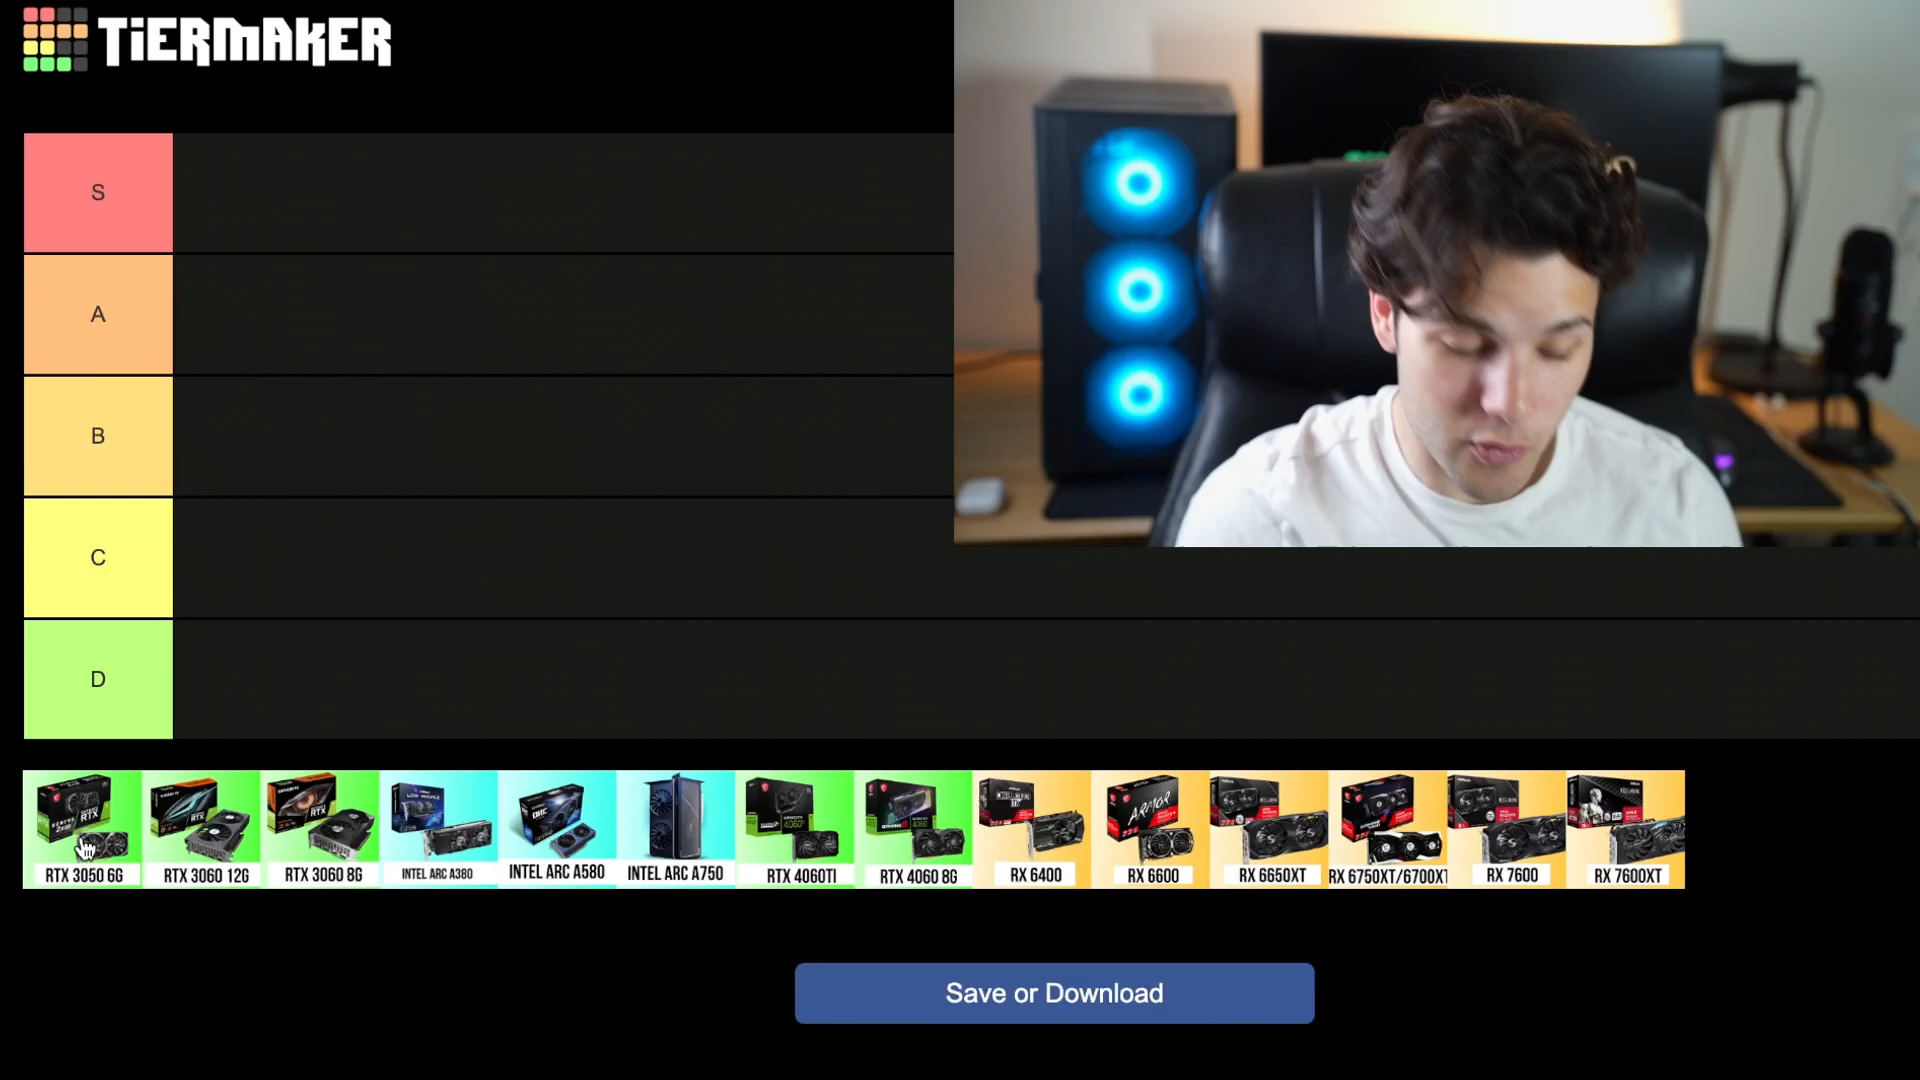 TiERMAKER
S
A
B
C
D
RTX 3050 6G
RTX 3060 12G
RTX 3060 8G
INTEL ARC A380
INTEL ARC A580
INTEL ARC A750
RTX 4060TI
RTX 4060 8G
RX 6400
RX 6600
RX 6650XT
RX 6750XT/6700XT
RX 7600
RX 7600XT
Save or Download